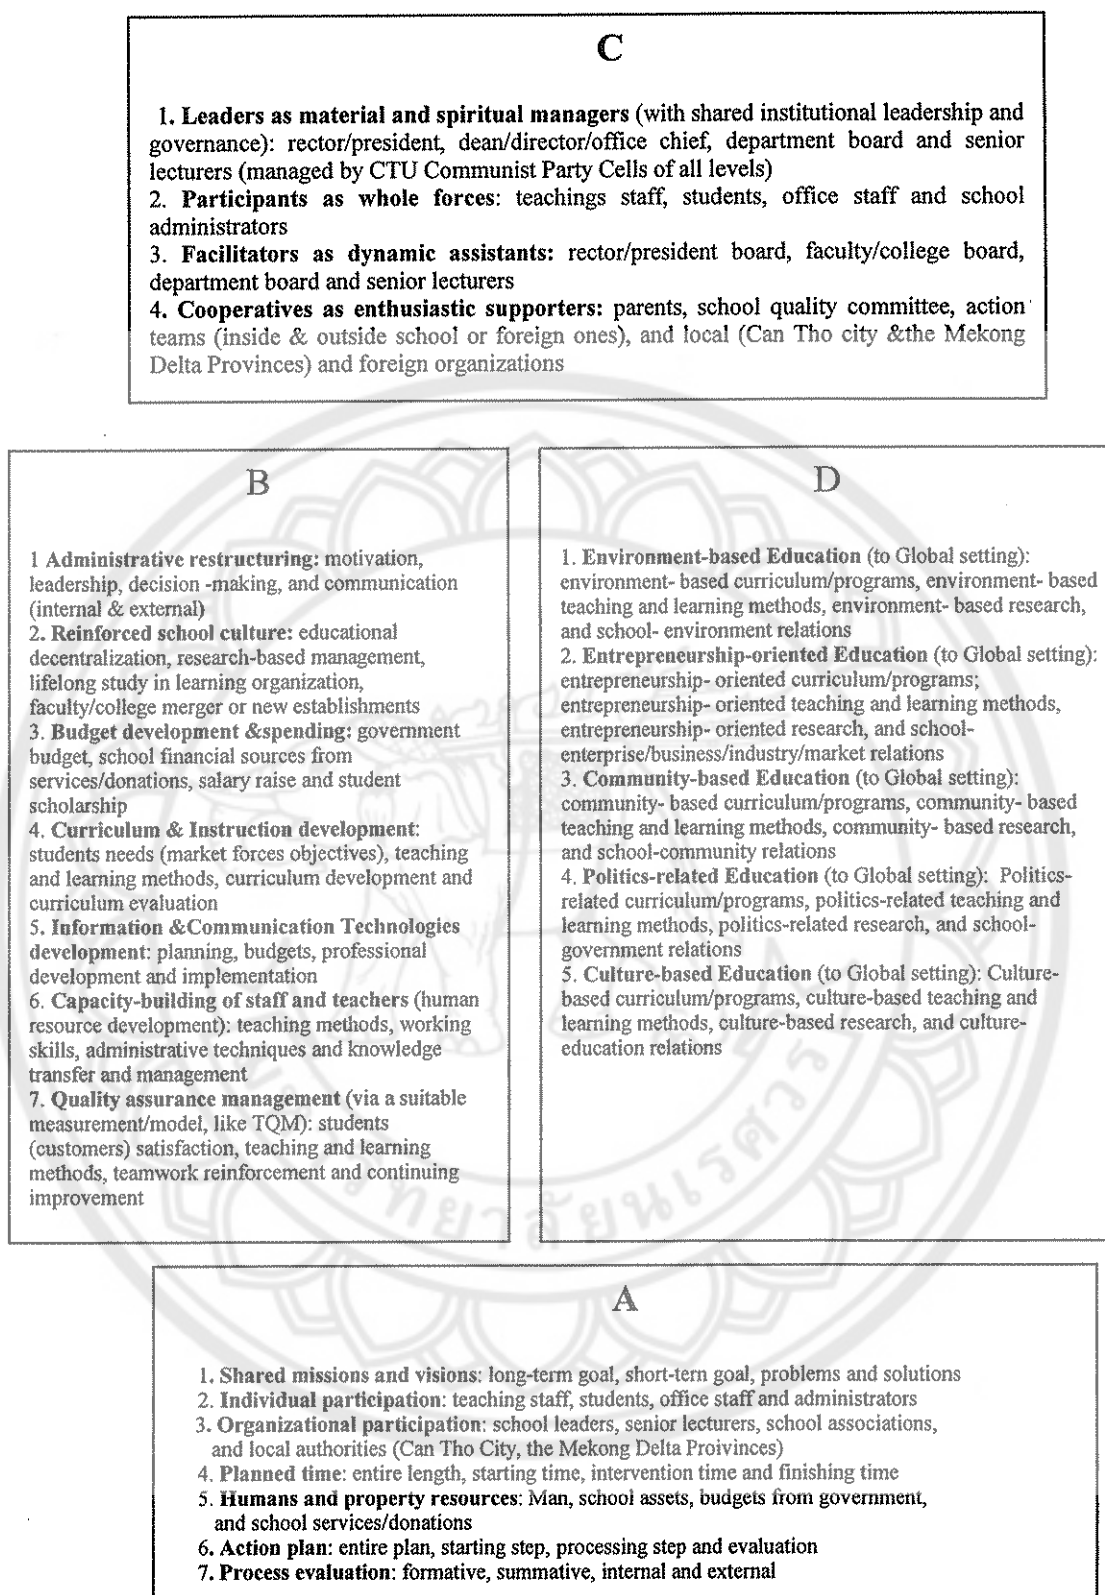 C
1. Leaders as material and spiritual managers (with shared institutional leadership and
governance): rector/president, dean/director/office chief, department board and senior
lecturers (managed by CTU Communist Party Cells of all levels)
2. Participants as whole forces: teachings staff, students, office staff and school
administrators
3. Facilitators as dynamic assistants: rector/president board, faculty/college board,
department board and senior lecturers
4. Cooperatives as enthusiastic supporters: parents, school quality committee, action
teams (inside & outside school or foreign ones), and local (Can Tho city &the Mekong
Delta Provinces) and foreign organizations
B
1 Administrative restructuring: motivation,
leadership, decision -making, and communication
(internal & external)
2. Reinforced school culture: educational
decentralization, research-based management,
lifelong study in learning organization,
faculty/college merger or new establishments
3. Budget development &spending: government
budget, school financial sources from
services/donations, salary raise and student
scholarship
4. Curriculum & Instruction development:
students needs (market forces objectives), teaching
and learning methods, curriculum development and
curriculum evaluation
5. Information &Communication Technologies
development: planning, budgets, professional
development and implementation
6. Capacity-building of staff and teachers (human
resource development): teaching methods, working
skills, administrative techniques and knowledge
transfer and management
7. Quality assurance management (via a suitable
measurement/model, like TQM): students
(customers) satisfaction, teaching and learning
methods, teamwork reinforcement and continuing
improvement
D
1. Environment-based Education (to Global setting):
environment- based curriculum/programs, environment- based
teaching and learning methods, environment- based research,
and school- environment relations
2. Entrepreneurship-oriented Education (to Global setting):
entrepreneurship- oriented curriculum/programs;
entrepreneurship- oriented teaching and learning methods,
entrepreneurship- oriented research, and school-
enterprise/business/industry/market relations
3. Community-based Education (to Global setting):
community- based curriculum/programs, community- based
teaching and learning methods, community- based research,
and school-community relations
4. Politics-related Education (to Global setting): Politics-
related curriculum/programs, politics-related teaching and
learning methods, politics-related research, and school-
government relations
5. Culture-based Education (to Global setting): Culture-
based curriculum/programs, culture-based teaching and
learning methods, culture-based research, and culture-
education relations
A
1. Shared missions and visions: long-term goal, short-tern goal, problems and solutions
2. Individual participation: teaching staff, students, office staff and administrators
3. Organizational participation: school leaders, senior lecturers, school associations,
and local authorities (Can Tho City, the Mekong Delta Proivinces)
4. Planned time: entire length, starting time, intervention time and finishing time
5. Humans and property resources: Man, school assets, budgets from government,
and school services/donations
6. Action plan: entire plan, starting step, processing step and evaluation
7. Process evaluation: formative, summative, internal and external